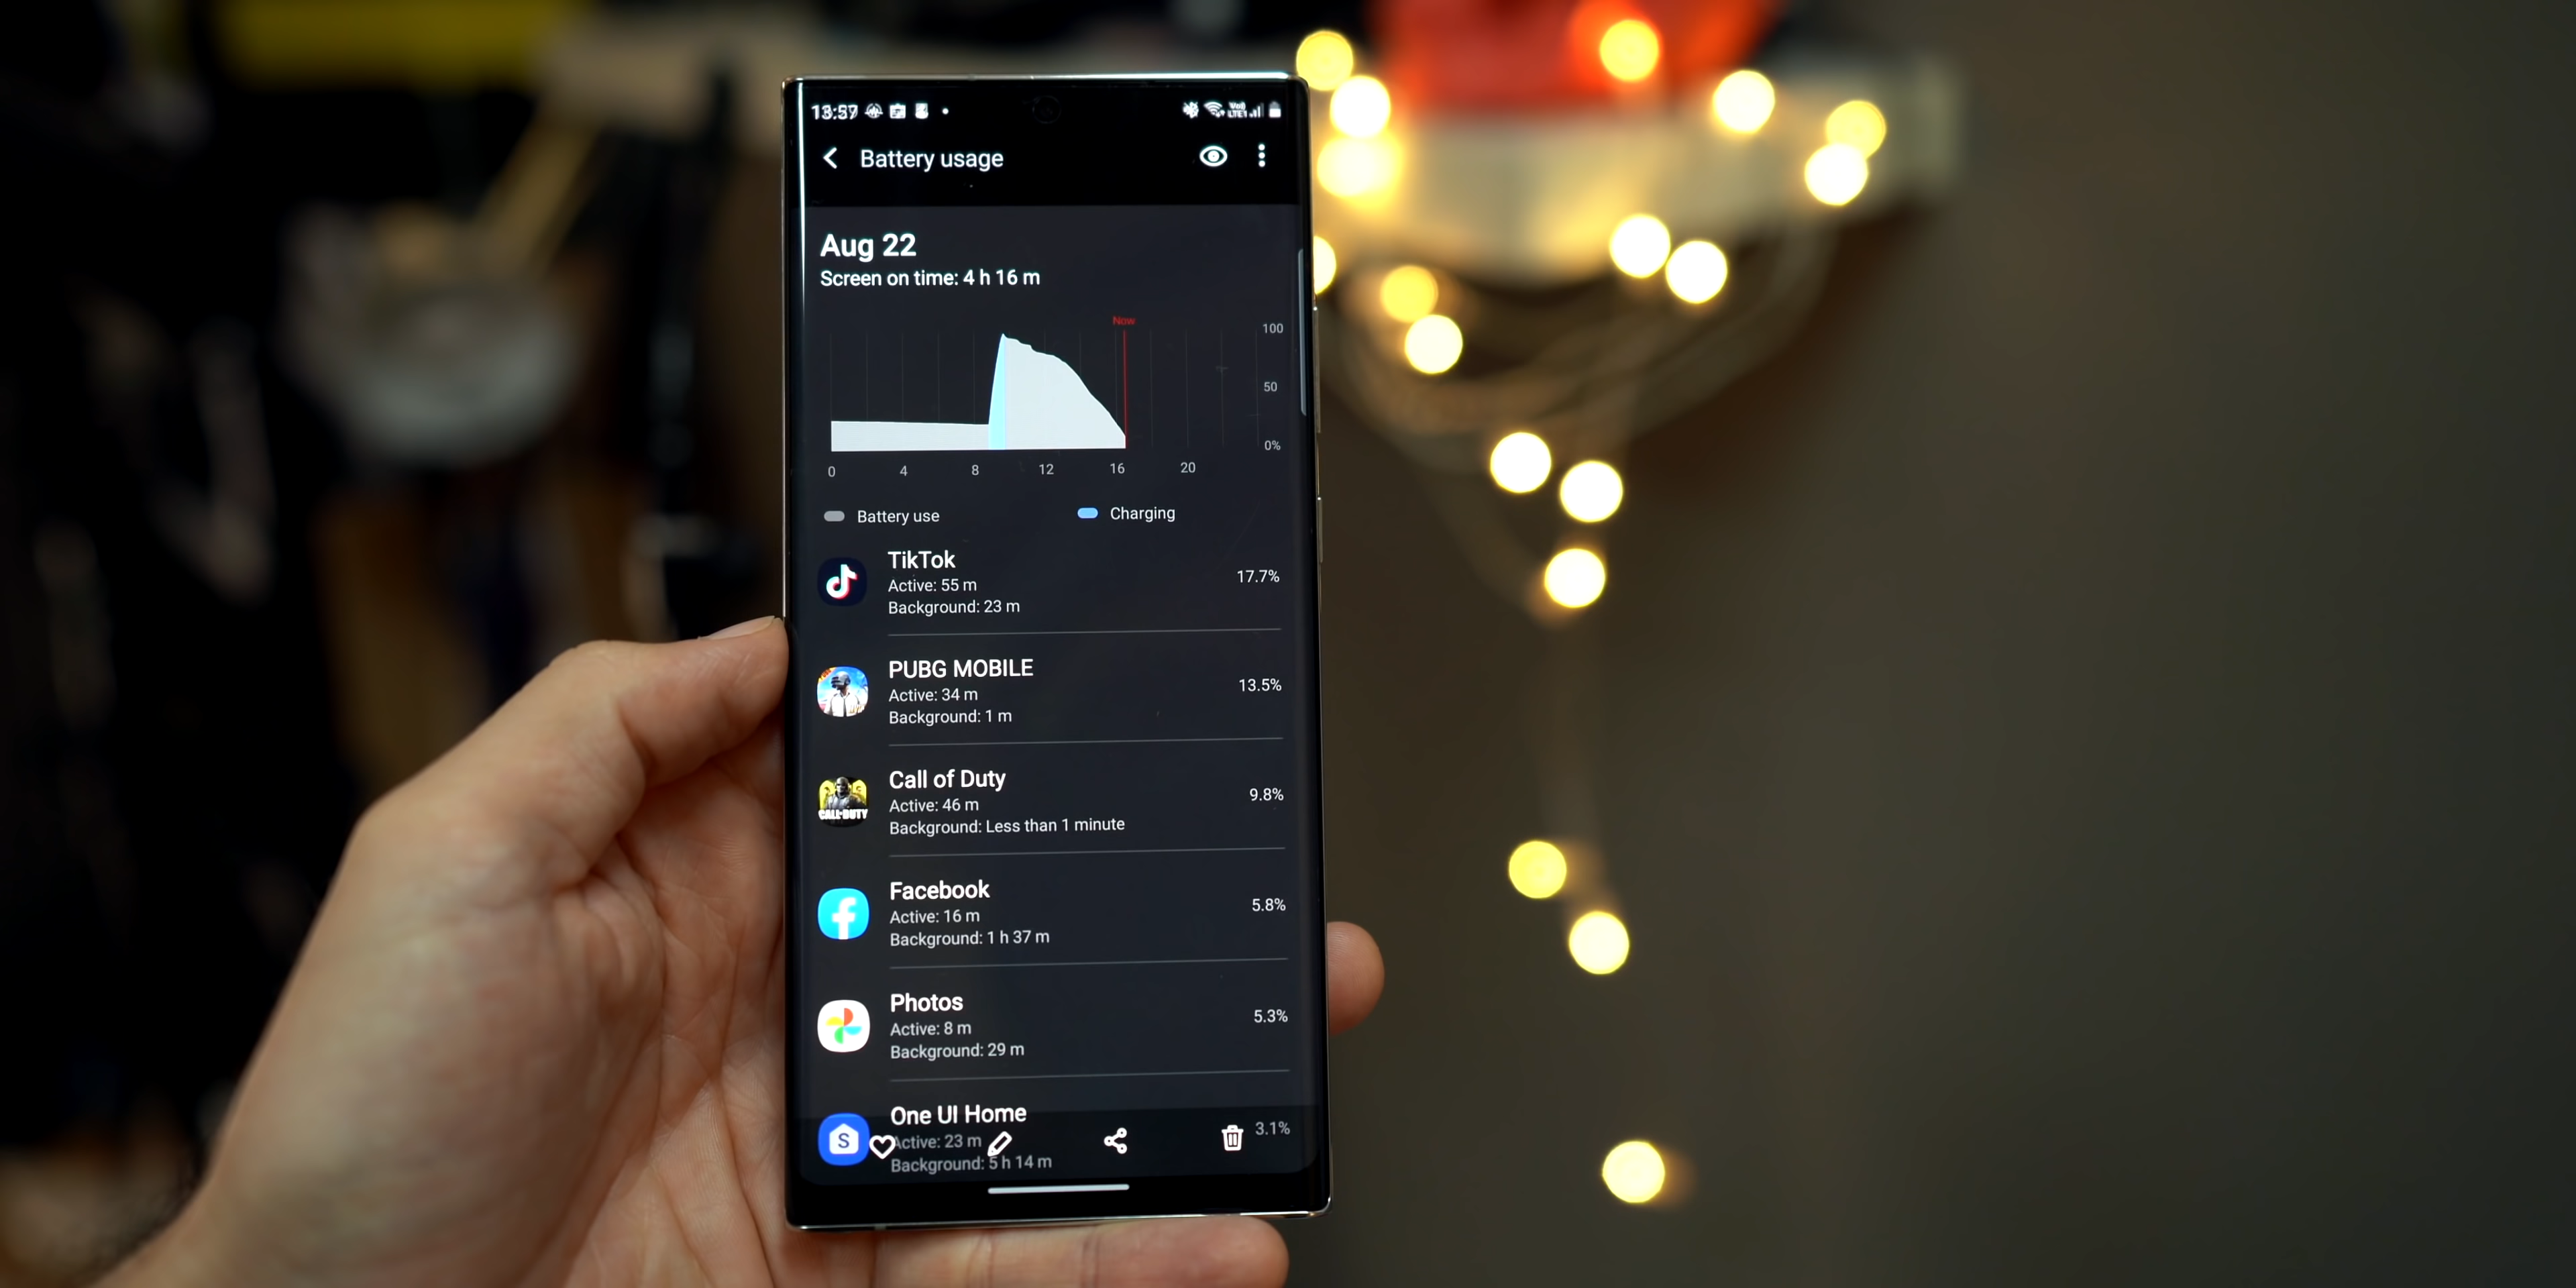 13:57
Battery usage
Aug 22
Screen on time: 4 h 16 m
Now
100
50
0%
0 4 8 12 16 20
Battery use Charging
TikTok
Active: 55 m
Background: 23 m
17.7%
PUBG MOBILE
Active: 34 m
Background: 1 m
13.5%
Call of Duty
Active: 46 m
Background: Less than 1 minute
9.8%
CALL OF DUTY
Facebook
Active: 16 m
Background: 1 h 37 m
5.8%
Photos
Active: 8 m
Background: 29 m
5.3%
S
One UI Home
Active: 23 m
Background: 5 h 14 m
3.1%